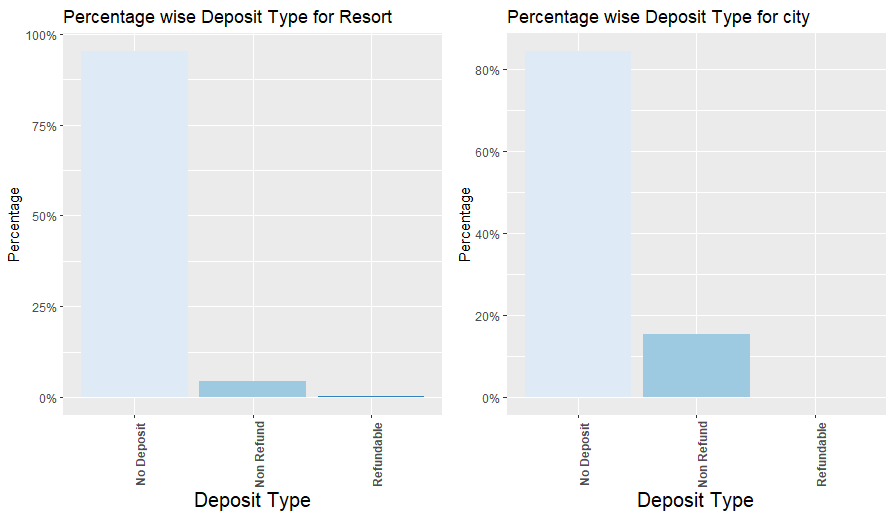 Percentage wise Deposit Type for Resort
100%
75%
50%
25%
0%
Percentage
No Deposit
Non Refund
Refundable
Deposit Type
Percentage wise Deposit Type for city
80%
60%
40%
20%
0%
Percentage
No Deposit
Non Refund
Refundable
Deposit Type